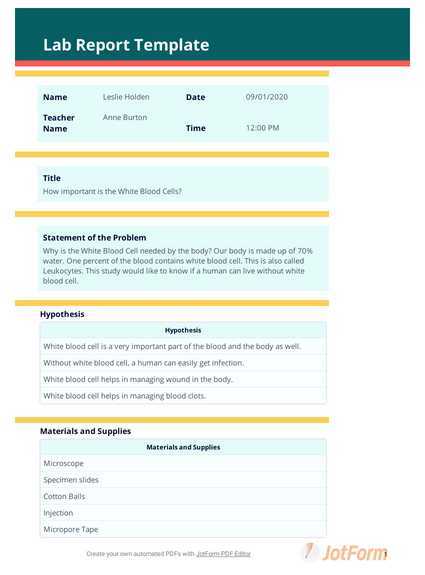 Lab Report Template
Name Leslie Holden Date 09/01/2020
Teacher Name Anne Burton Time 12:00 PM
Title
How important is the White Blood Cells?
Statement of the Problem
Why is the White Blood Cell needed by the body? Our body is made up of 70%
water. One percent of the blood contains white blood cell. This is also called
Leukocytes. This study would like to know if a human can live without white
blood cell.
Hypothesis
Hypothesis
White blood cell is a very important part of the blood and the body as well.
Without white blood cell, a human can easily get infection.
White blood cell helps in managing wound in the body.
White blood cell helps in managing blood clots.
Materials and Supplies
Materials and Supplies
Microscope
Specimen slides
Cotton Balls
Injection
Micropore Tape
Create your own automated PDFs with JotForm PDF Editor
JotForm